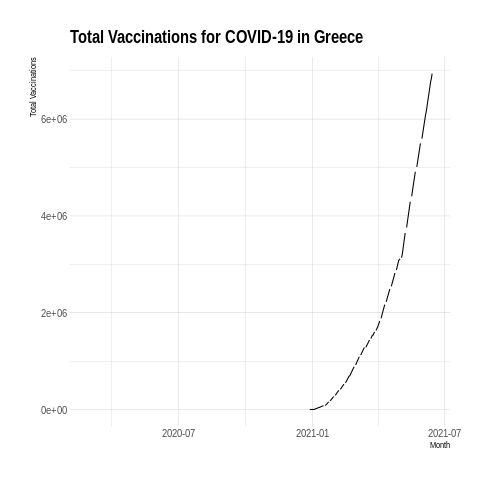 Total Vaccinations for COVID-19 in Greece
Total Vaccinations
6e+06
4e+06
2e+06
0e+00
2020-07
2021-01
2021-07
Month